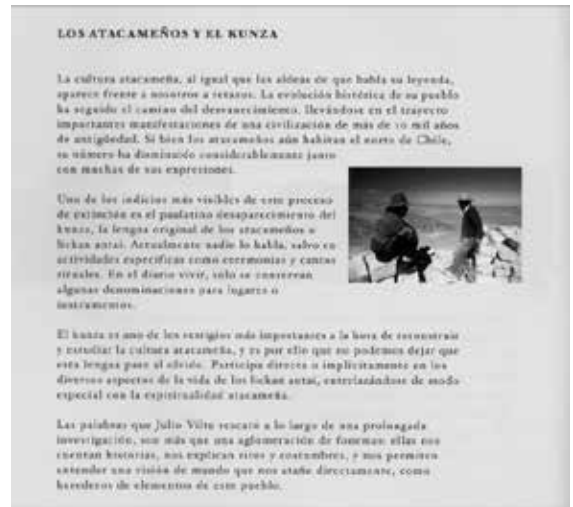 LOS ATACAMEÑOS Y EL KUNZA
La cultura atacameña, al igual que las aldeas de que habla su leyenda,
aparece frente a nosotros a retazos. La evolución histórica de su pueblo
ha seguido el camino del desvanecimiento, llevándose en el trayecto
importantes manifestaciones de una civilización de más de 10 mil años
de antigüedad. Si bien los atacameños aún habitan el norte de Chile,
su número ha disminuido considerablemente junto
con muchas de sus expresiones.
Uno de los indicios más visibles de este proceso
de extinción es el paulatino desaparecimiento del
kunza, la lengua original de los atacameños o
lickan antai. Actualmente nadie lo habla, salvo en
actividades específicas como ceremonias y cantos
rituales. En el diario vivir, sólo se conservan
algunas denominaciones para lugares o
instrumentos.
El kunza es uno de los vestigios más importantes a la hora de reconstruir
y estudiar la cultura atacameña, y es por ello que no podemos dejar que
esta lengua pase al olvido. Participa directa o implícitamente en los
diversos aspectos de la vida de los lickan antai, entrelazándose de modo
especial con la espiritualidad atacameña.
Las palabras que Julio Vilte rescató a lo largo de una prolongada
investigación, son más que una aglomeración de fonemas: ellas nos
cuentan historias, nos explican ritos y costumbres, y nos permiten
entender una visión de mundo que nos atañe directamente, como
herederos de elementos de este pueblo.